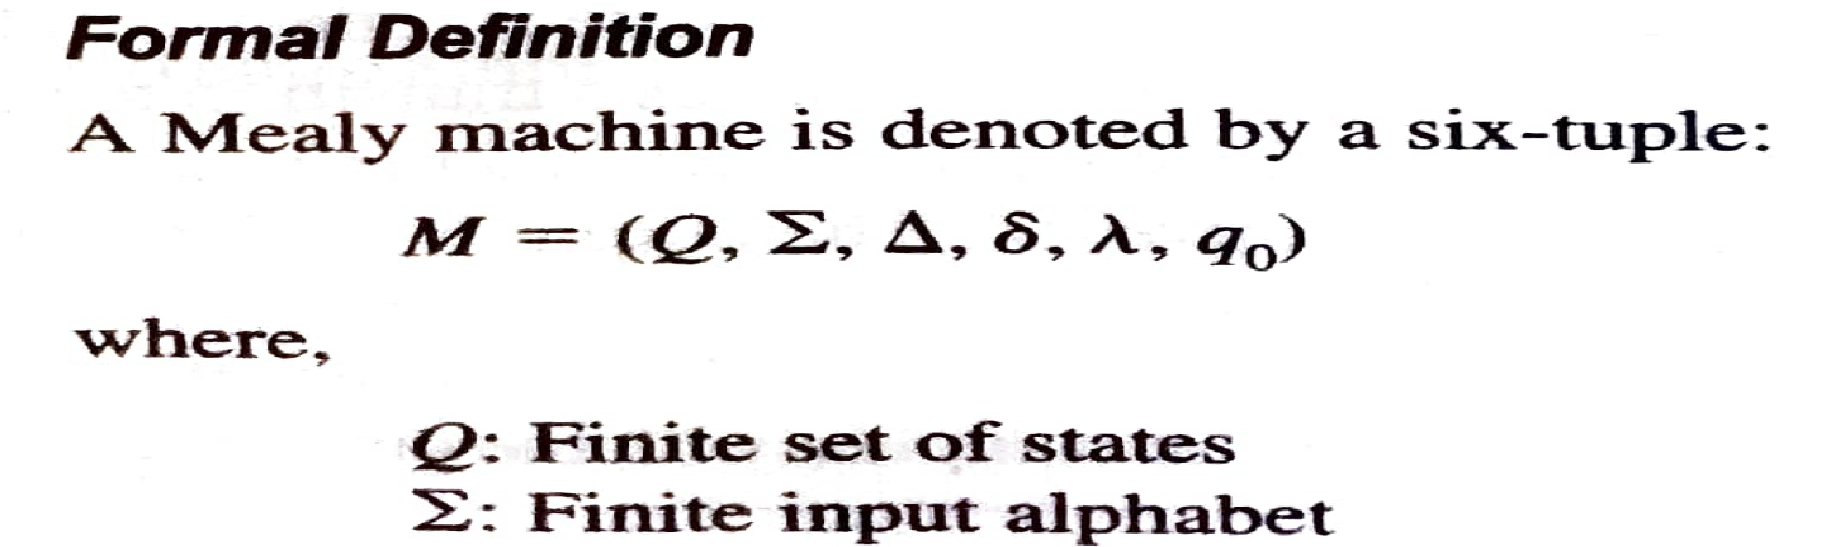 Formal Definition
A Mealy machine is denoted by a six-tuple:
M = (Q, Σ, Δ, δ, λ, q₀)
where,
Q: Finite set of states
Σ: Finite input alphabet